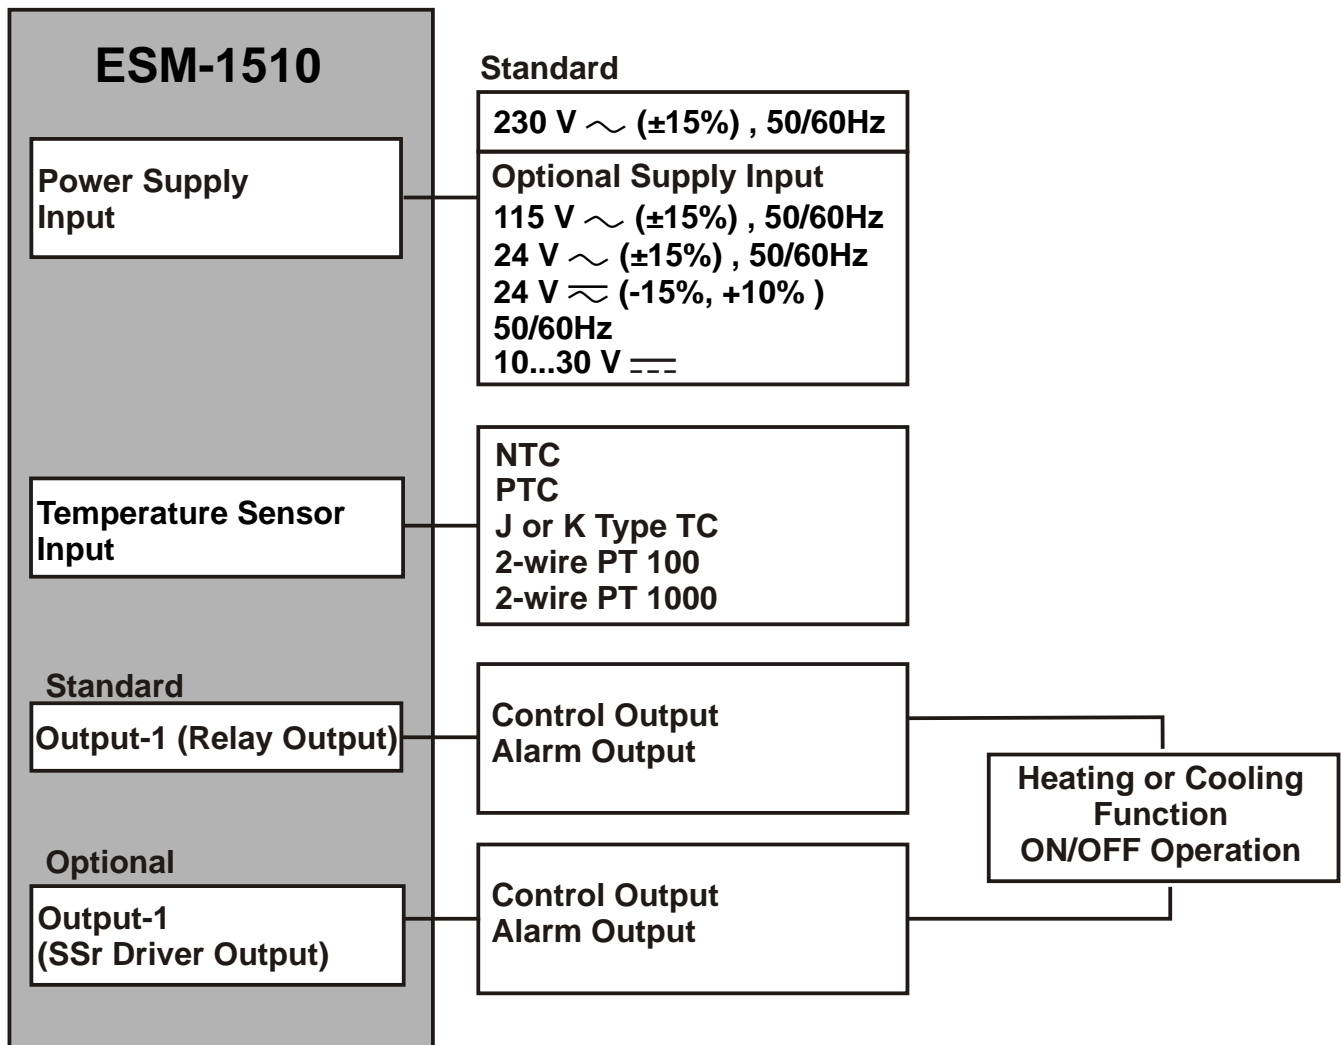 ESM-1510
Standard
230 V ～ (±15%) , 50/60Hz
Power Supply
Input
Optional Supply Input
115 V ～ (±15%) , 50/60Hz
24 V ～ (±15%) , 50/60Hz
24 V ⏦ (-15%, +10% )
50/60Hz
10...30 V ⎓
Temperature Sensor
Input
NTC
PTC
J or K Type TC
2-wire PT 100
2-wire PT 1000
Standard
Output-1 (Relay Output)
Control Output
Alarm Output
Heating or Cooling
Function
ON/OFF Operation
Optional
Output-1
(SSr Driver Output)
Control Output
Alarm Output